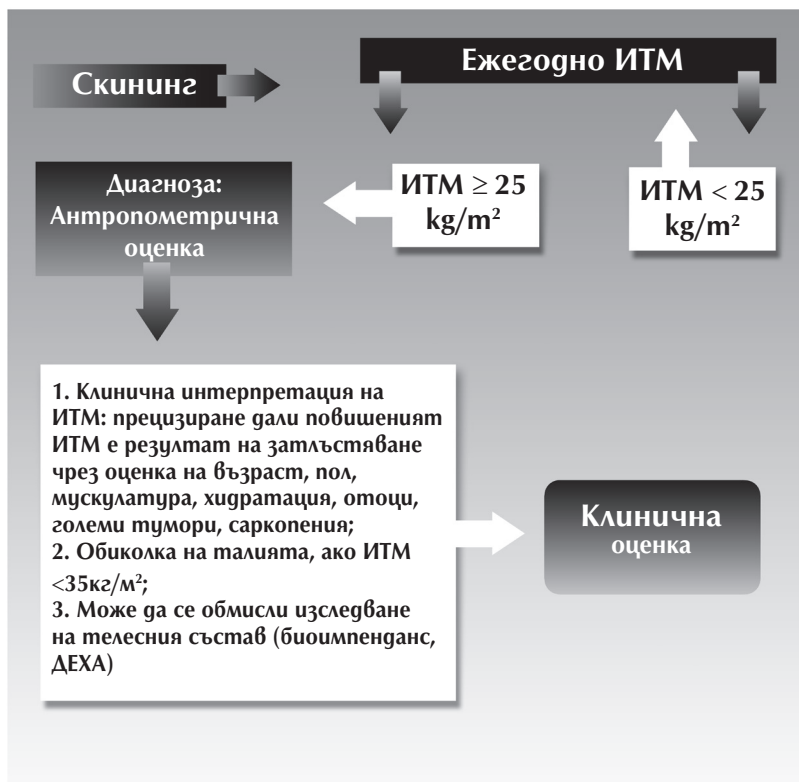 Скининг
Ежегодно ИТМ
Диагноза:
Антропометрична
оценка
ИТМ ≥ 25
kg/m²
ИТМ < 25
kg/m²
1. Клинична интерпретация на
ИТМ: прецизиране дали повишеният
ИТМ е резултат на затлъстяване
чрез оценка на възраст, пол,
мускулатура, хидратация, отоци,
големи тумори, саркопения;
2. Обиколка на талията, ако ИТМ
<35кг/м²;
3. Може да се обмисли изследване
на телесния състав (биоимпенданс,
ДЕХА)
Клинична
оценка